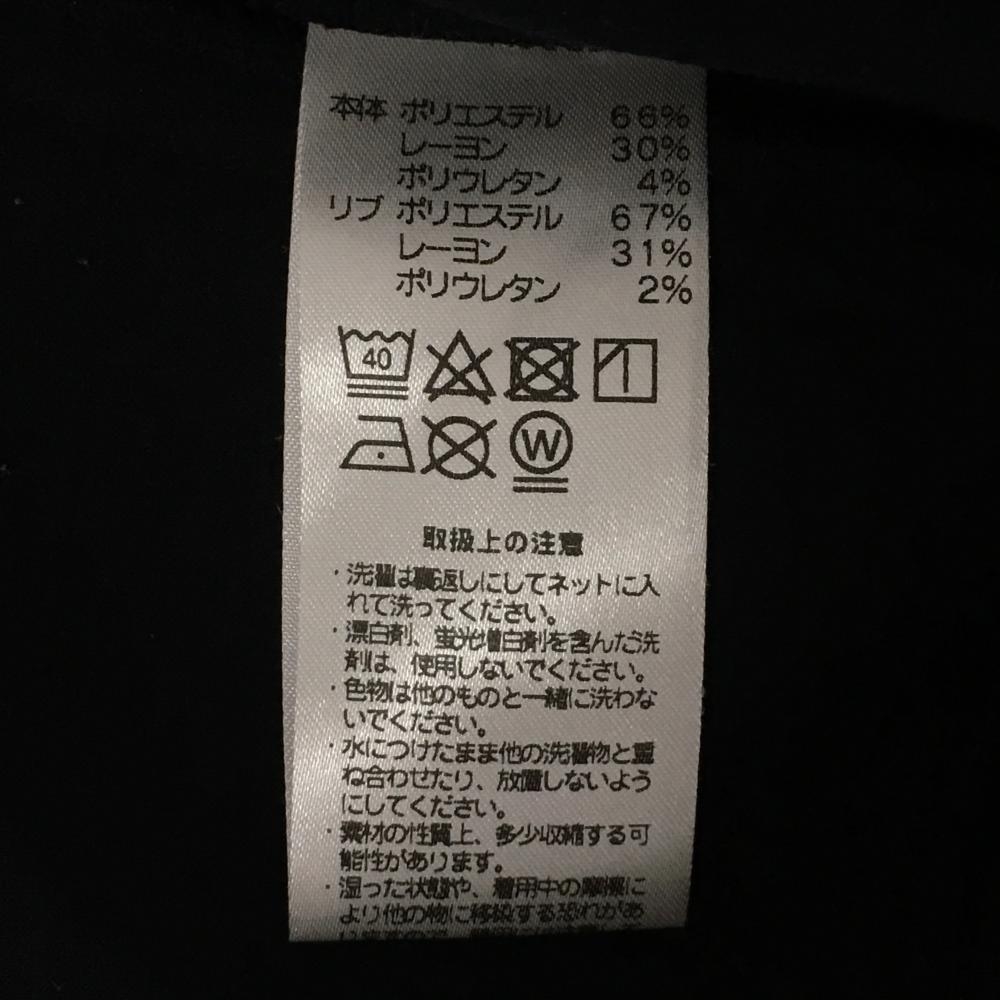 本体 ポリエステル 66%
レーヨン 30%
ポリウレタン 4%
リブ ポリエステル 67%
レーヨン 31%
ポリウレタン 2%
40
W
取扱上の注意
・洗濯は裏返しにしてネットに入
れて洗ってください。
・漂白剤、蛍光増白剤を含んだ洗
剤は、使用しないでください。
・色物は他のものと一緒に洗わな
いでください。
・水につけたまま他の洗濯物と重
ね合わせたり、放置しないよう
にしてください。
・素材の性質上、多少収縮する可
能性があります。
・湿った状態や、着用中の摩擦に
より他の物に移染する恐れがあ